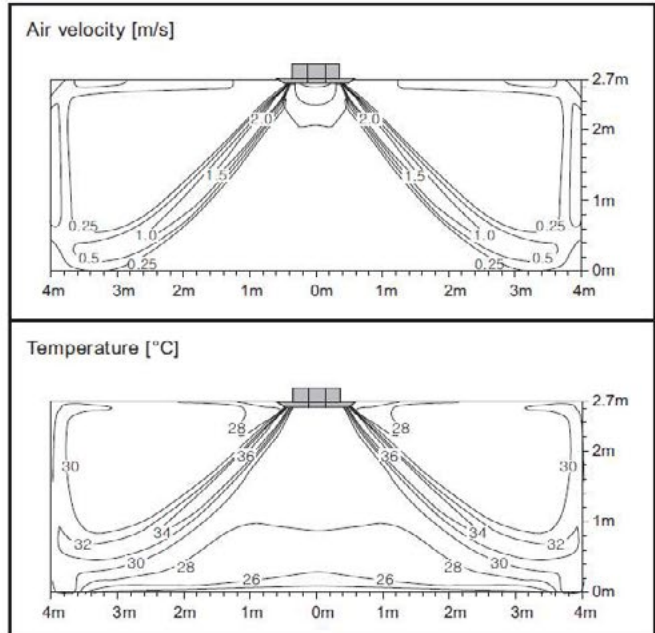 Air velocity [m/s]
2.7m
2.0 2.0
2m
1.5 1.5
1m
0.25 1.0 1.0 0.25
0.5 0.25 0.25 0.5
0m
4m 3m 2m 1m 0m 1m 2m 3m 4m
Temperature [°C]
2.7m
28 28
2m
30 36 36 30
1m
32 34 34 32
30 30
28 28
26 26
0m
4m 3m 2m 1m 0m 1m 2m 3m 4m